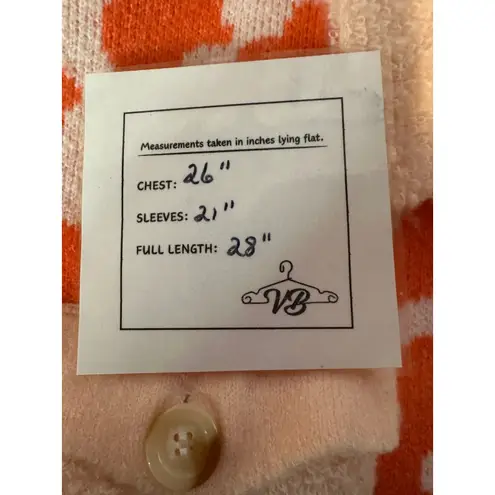 Measurements taken in inches lying flat.
CHEST: 26"
SLEEVES: 21"
FULL LENGTH: 28"
VB